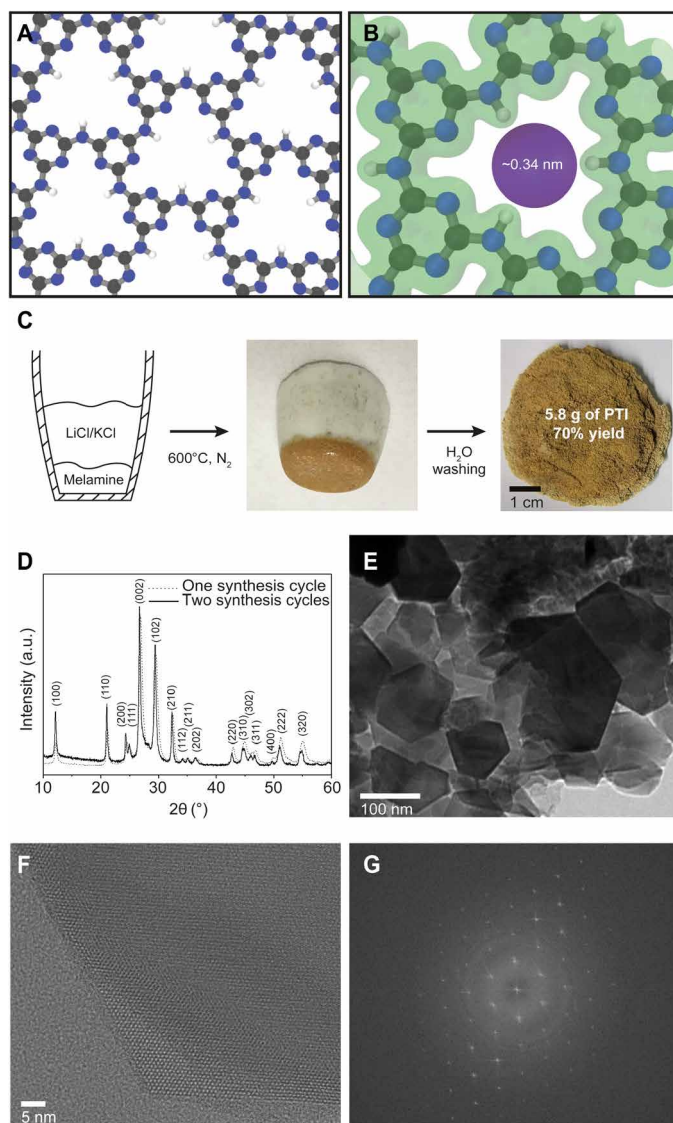 A
B
~0.34 nm
C
LiCl/KCl
Melamine
600°C, N₂
H₂O
washing
5.8 g of PTI
70% yield
1 cm
D
Intensity (a.u.)
One synthesis cycle
Two synthesis cycles
(100)
(110)
(200)
(111)
(002)
(102)
(210)
(112)
(211)
(202)
(220)
(310)
(302)
(311)
(400)
(222)
(320)
10
20
30
40
50
60
2θ (°)
E
100 nm
F
5 nm
G